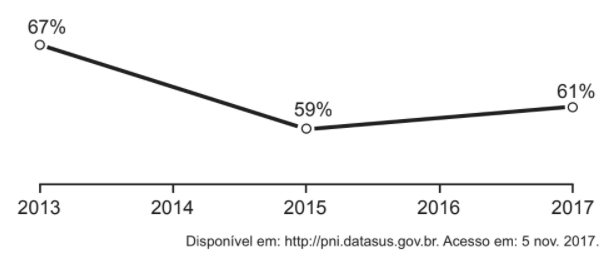 67%
59%
61%
2013 2014 2015 2016 2017
Disponível em: http://pni.datasus.gov.br. Acesso em: 5 nov. 2017.